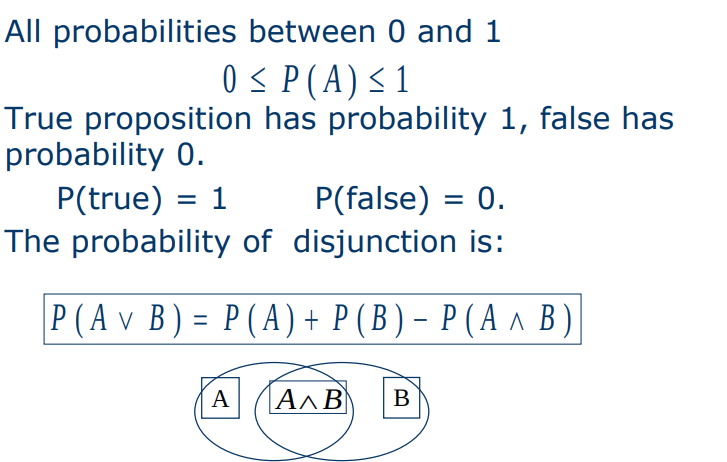 All probabilities between 0 and 1
0 ≤ P(A) ≤ 1
True proposition has probability 1, false has
probability 0.
P(true) = 1 P(false) = 0.
The probability of disjunction is:
P(A ∨ B) = P(A) + P(B) − P(A ∧ B)
A A∧B B